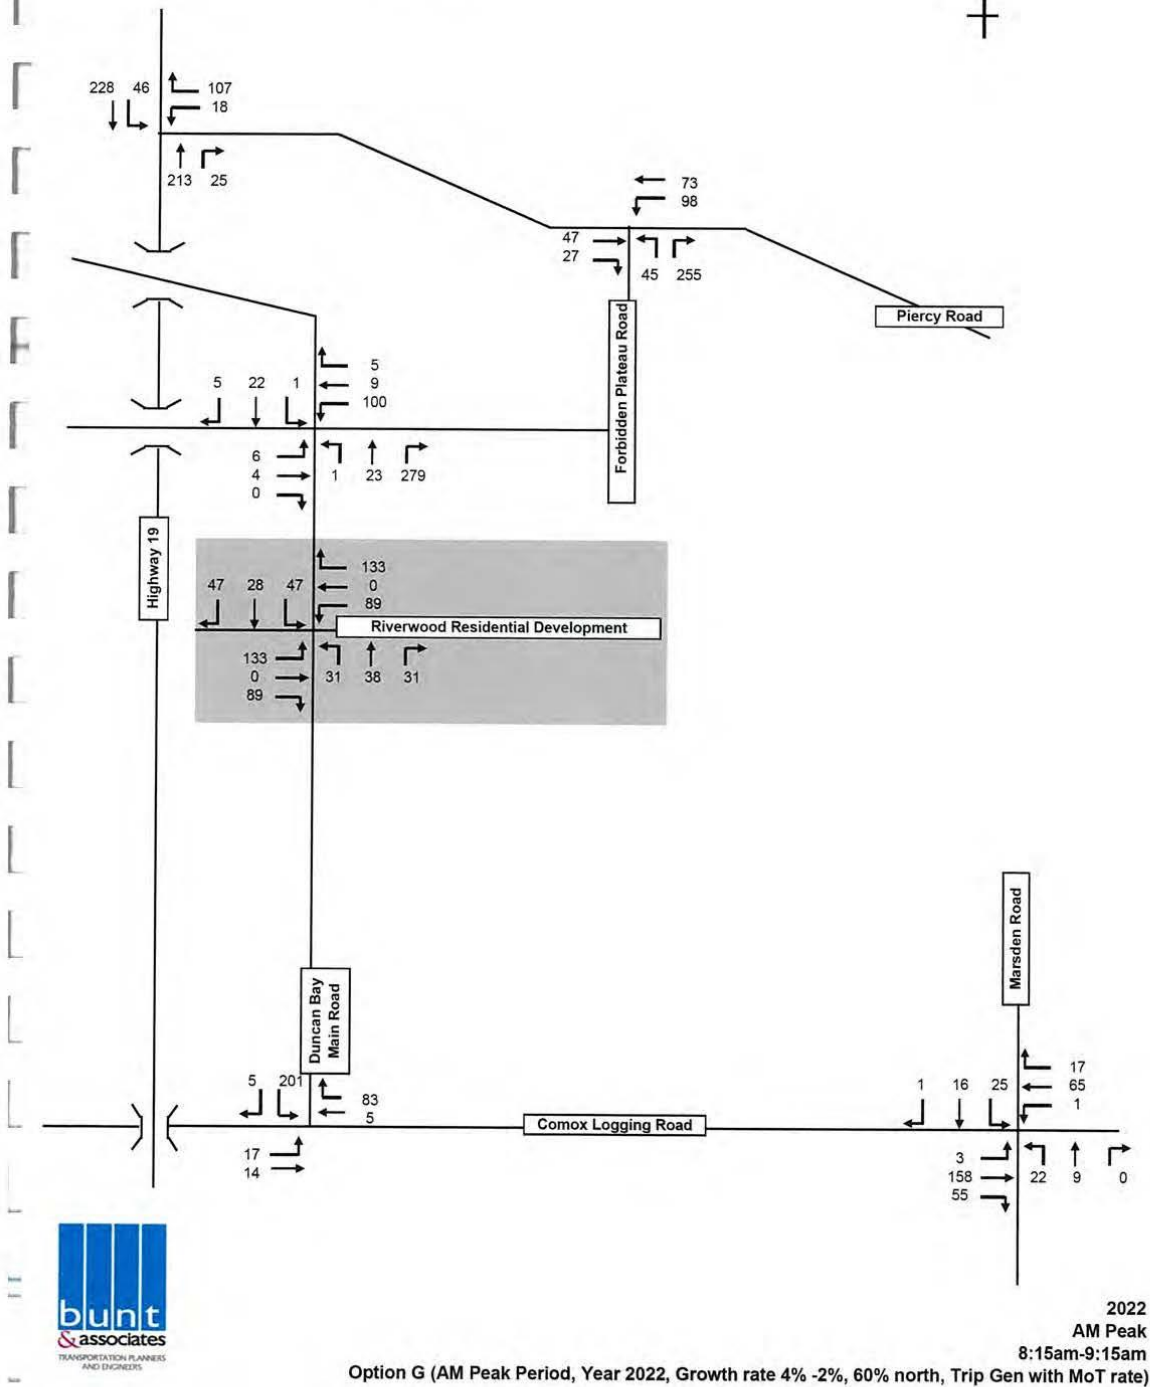 228 46 107
18
213 25
73
98
47
27
45 255
Piercy Road
Forbidden Plateau Road
5
5 22 1 9
100
6
4 1 23 279
0
Highway 19
133
47 28 47 0
89
Riverwood Residential Development
133
0 31 38 31
89
Marsden Road
Duncan Bay
Main Road
5 201
83
5
Comox Logging Road
17
14
17
1 16 25 65
1
3
158 22 9 0
55
bunt
& associates
TRANSPORTATION PLANNERS
AND ENGINEERS
2022
AM Peak
8:15am-9:15am
Option G (AM Peak Period, Year 2022, Growth rate 4% -2%, 60% north, Trip Gen with MoT rate)